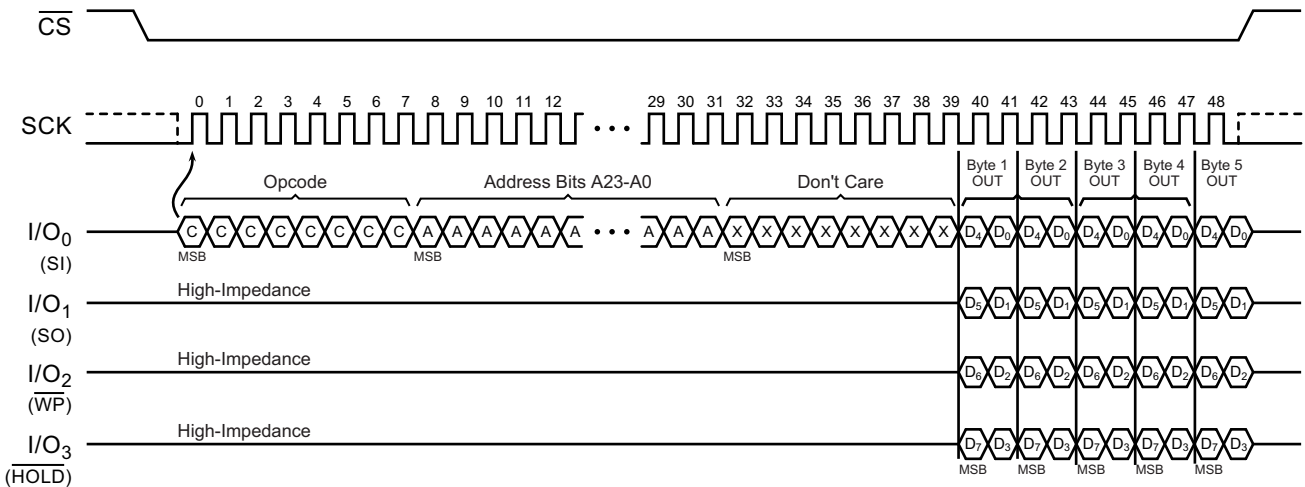 CS
SCK
0 1 2 3 4 5 6 7 8 9 10 11 12 29 30 31 32 33 34 35 36 37 38 39 40 41 42 43 44 45 46 47 48
Opcode
Address Bits A23-A0
Don't Care
Byte 1
OUT
Byte 2
OUT
Byte 3
OUT
Byte 4
OUT
Byte 5
OUT
I/O0
(SI)
C C C C C C C C A A A A A A A A A X X X X X X X X D4 D0 D4 D0 D4 D0 D4 D0 D4 D0
MSB MSB MSB
I/O1
(SO)
High-Impedance
D5 D1 D5 D1 D5 D1 D5 D1 D5 D1
I/O2
(WP)
High-Impedance
D6 D2 D6 D2 D6 D2 D6 D2 D6 D2
I/O3
(HOLD)
High-Impedance
D7 D3 D7 D3 D7 D3 D7 D3 D7 D3
MSB MSB MSB MSB MSB